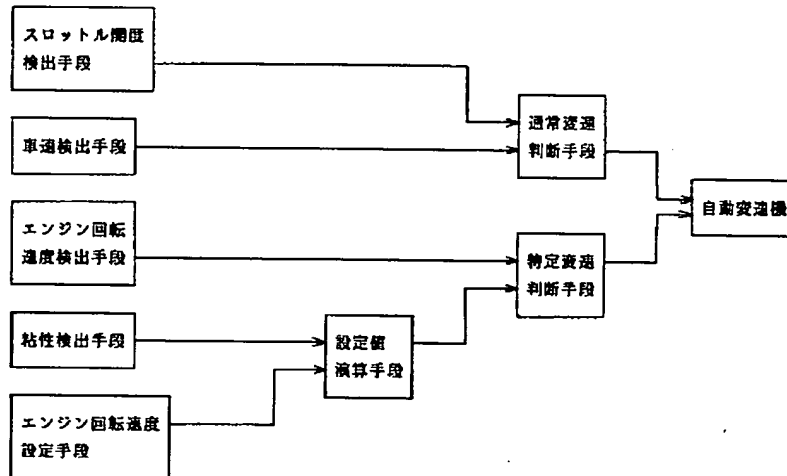 スロットル開度
検出手段
車速検出手段
エンジン回転
速度検出手段
粘性検出手段
エンジン回転速度
設定手段
設定値
演算手段
通常変速
判断手段
特定変速
判断手段
自動変速機